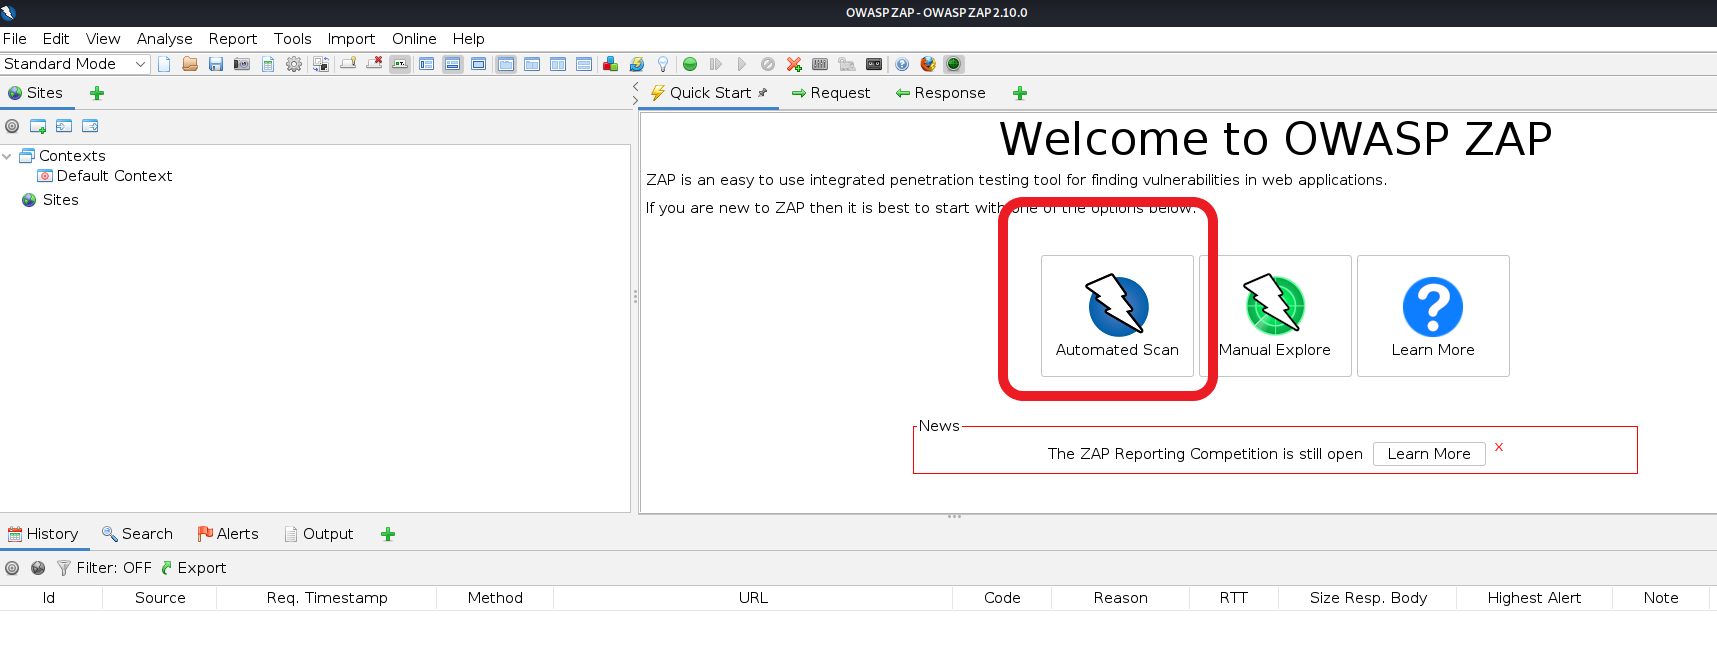 OWASP ZAP - OWASP ZAP 2.10.0
File Edit View Analyse Report Tools Import Online Help
Standard Mode
Sites
Quick Start Request Response
Welcome to OWASP ZAP
Contexts
Default Context
Sites
ZAP is an easy to use integrated penetration testing tool for finding vulnerabilities in web applications.
If you are new to ZAP then it is best to start with one of the options below.
Automated Scan Manual Explore Learn More
News
The ZAP Reporting Competition is still open Learn More X
History Search Alerts Output
Filter: OFF Export
Id Source Req. Timestamp Method URL Code Reason RTT Size Resp. Body Highest Alert Note